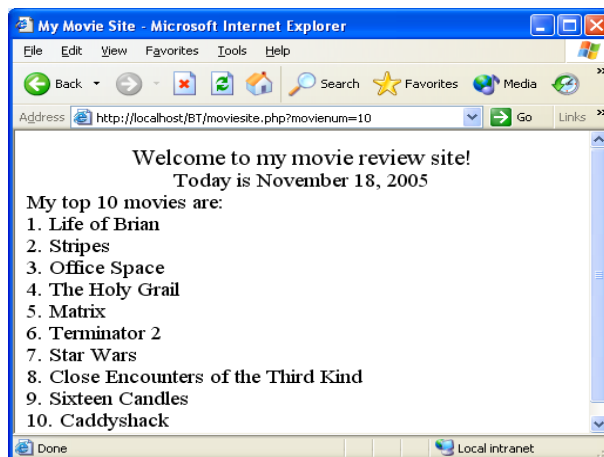 My Movie Site - Microsoft Internet Explorer
File Edit View Favorites Tools Help
Back Search Favorites Media
Address http://localhost/BT/moviesite.php?movienum=10 Go Links
Welcome to my movie review site!
Today is November 18, 2005
My top 10 movies are:
1. Life of Brian
2. Stripes
3. Office Space
4. The Holy Grail
5. Matrix
6. Terminator 2
7. Star Wars
8. Close Encounters of the Third Kind
9. Sixteen Candles
10. Caddyshack
Done Local intranet